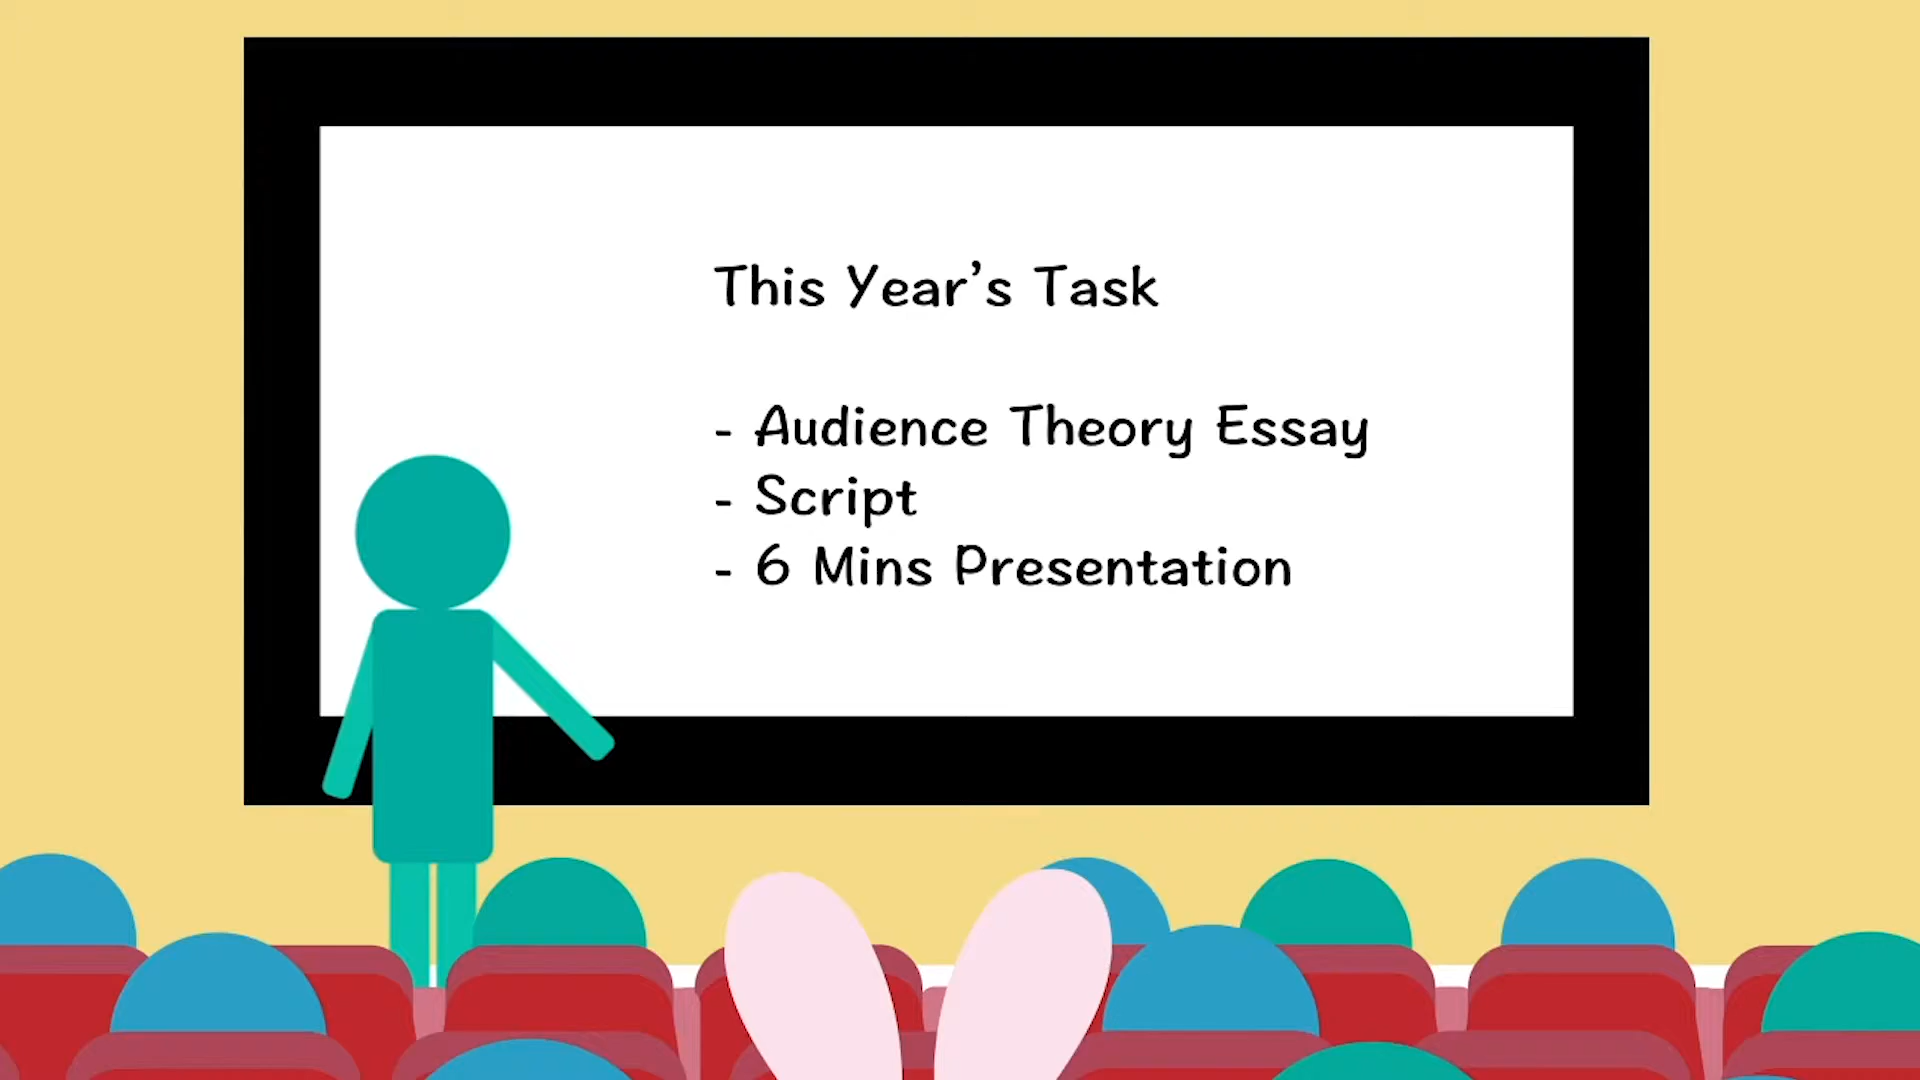 This Year's Task
- Audience Theory Essay
- Script
- 6 Mins Presentation